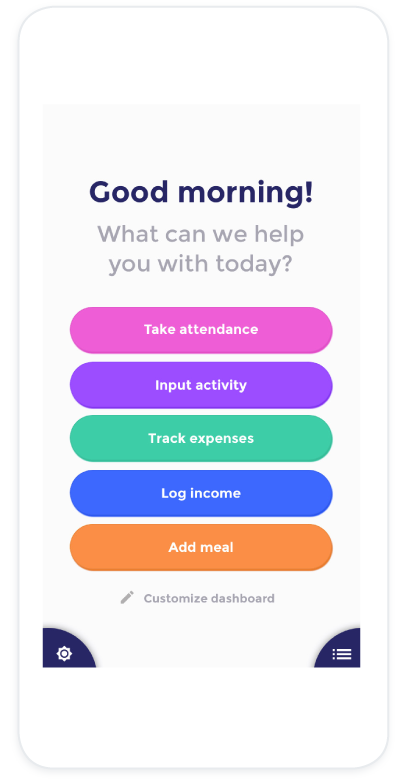 Good morning!
What can we help
you with today?
Take attendance
Input activity
Track expenses
Log income
Add meal
Customize dashboard